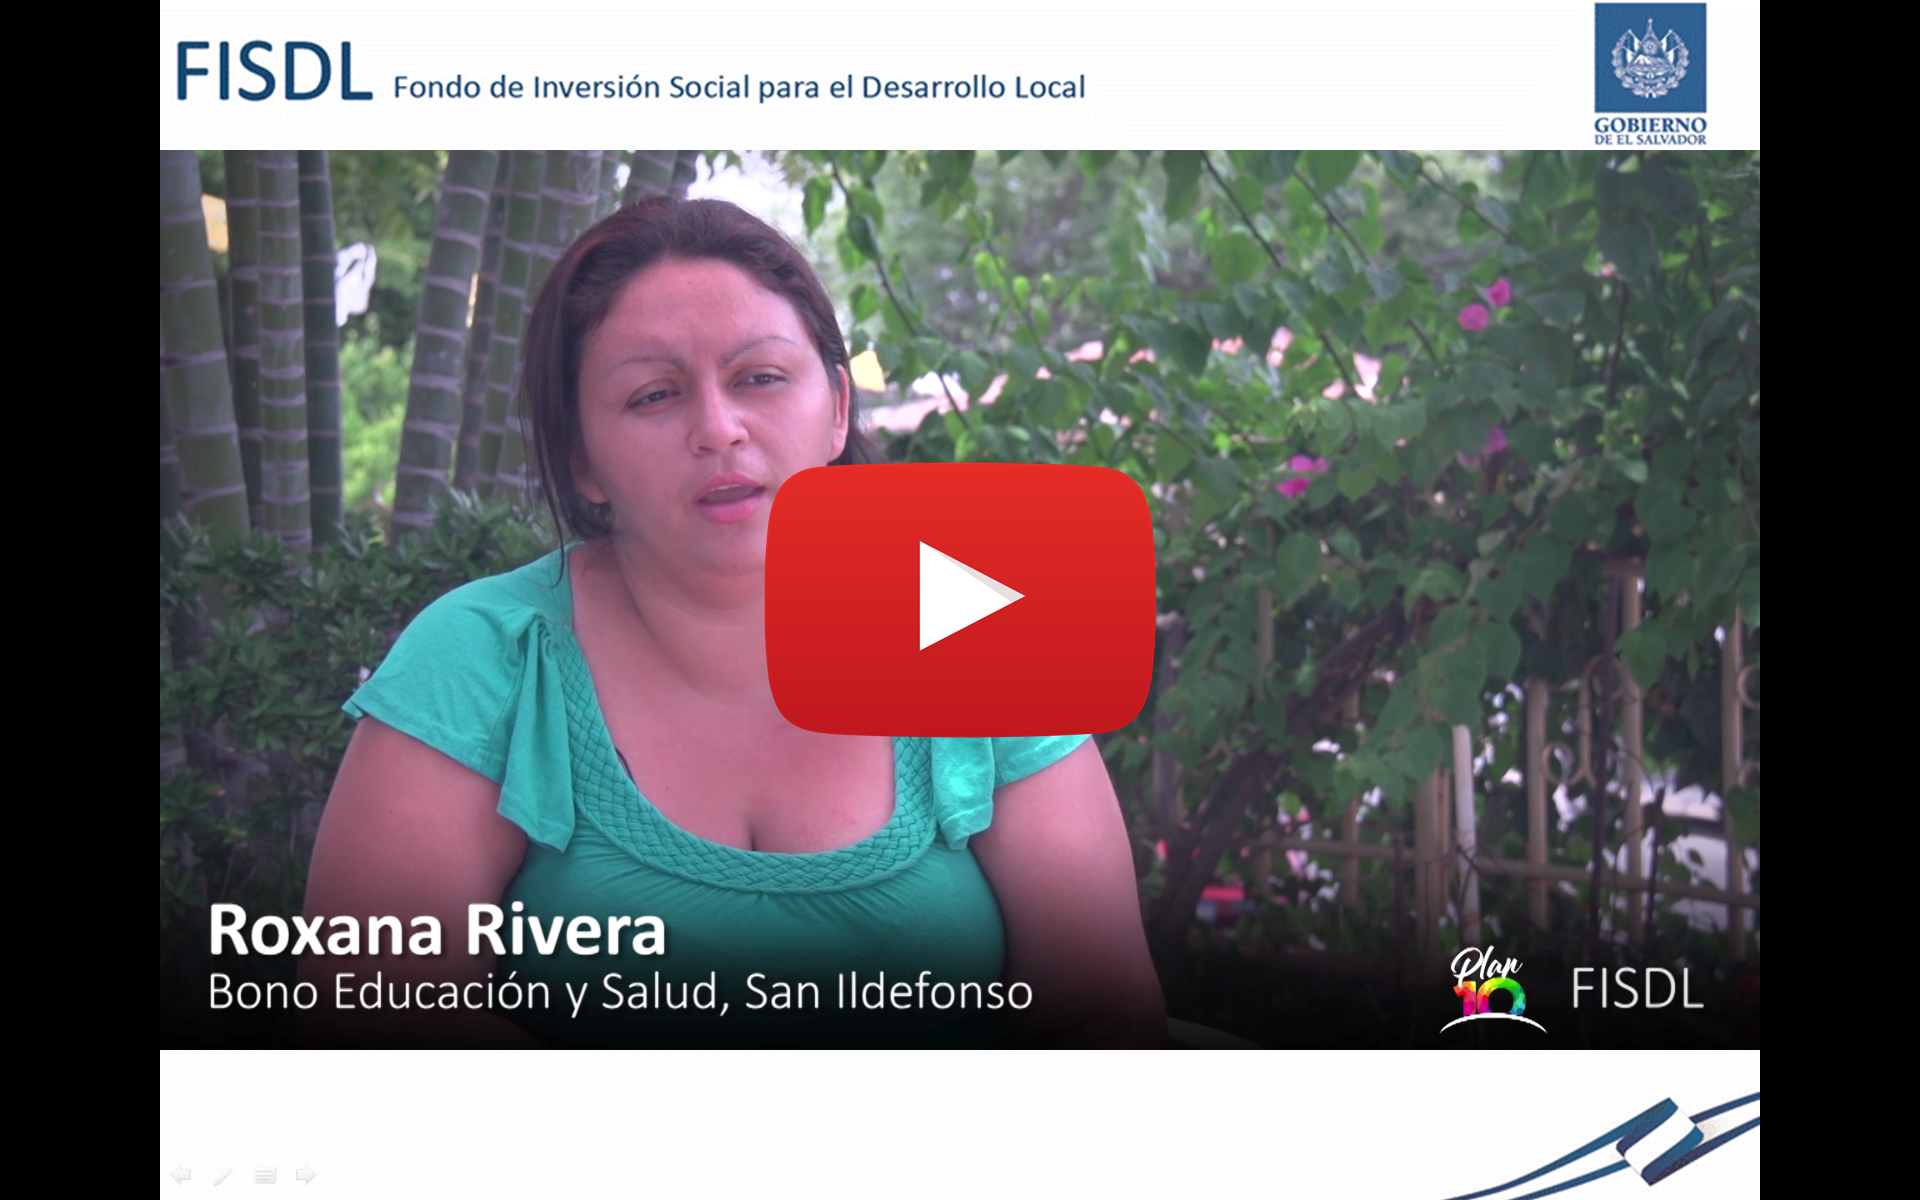 FISDL Fondo de Inversión Social para el Desarrollo Local
GOBIERNO
DE EL SALVADOR
Roxana Rivera
Bono Educación y Salud, San Ildefonso
Plan
10
FISDL